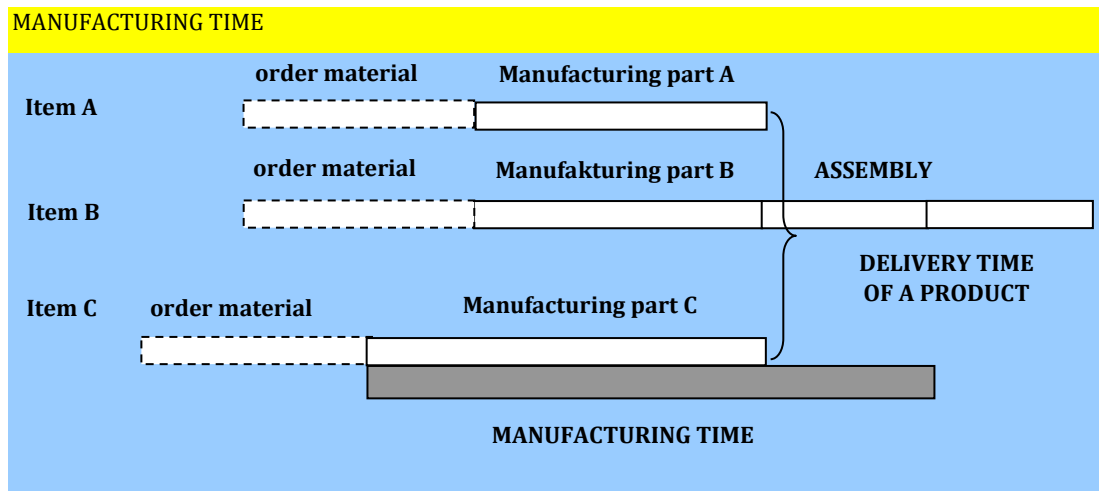 MANUFACTURING TIME
order material
Manufacturing part A
Item A
order material
Manufakturing part B
ASSEMBLY
Item B
DELIVERY TIME
OF A PRODUCT
Item C
order material
Manufacturing part C
MANUFACTURING TIME